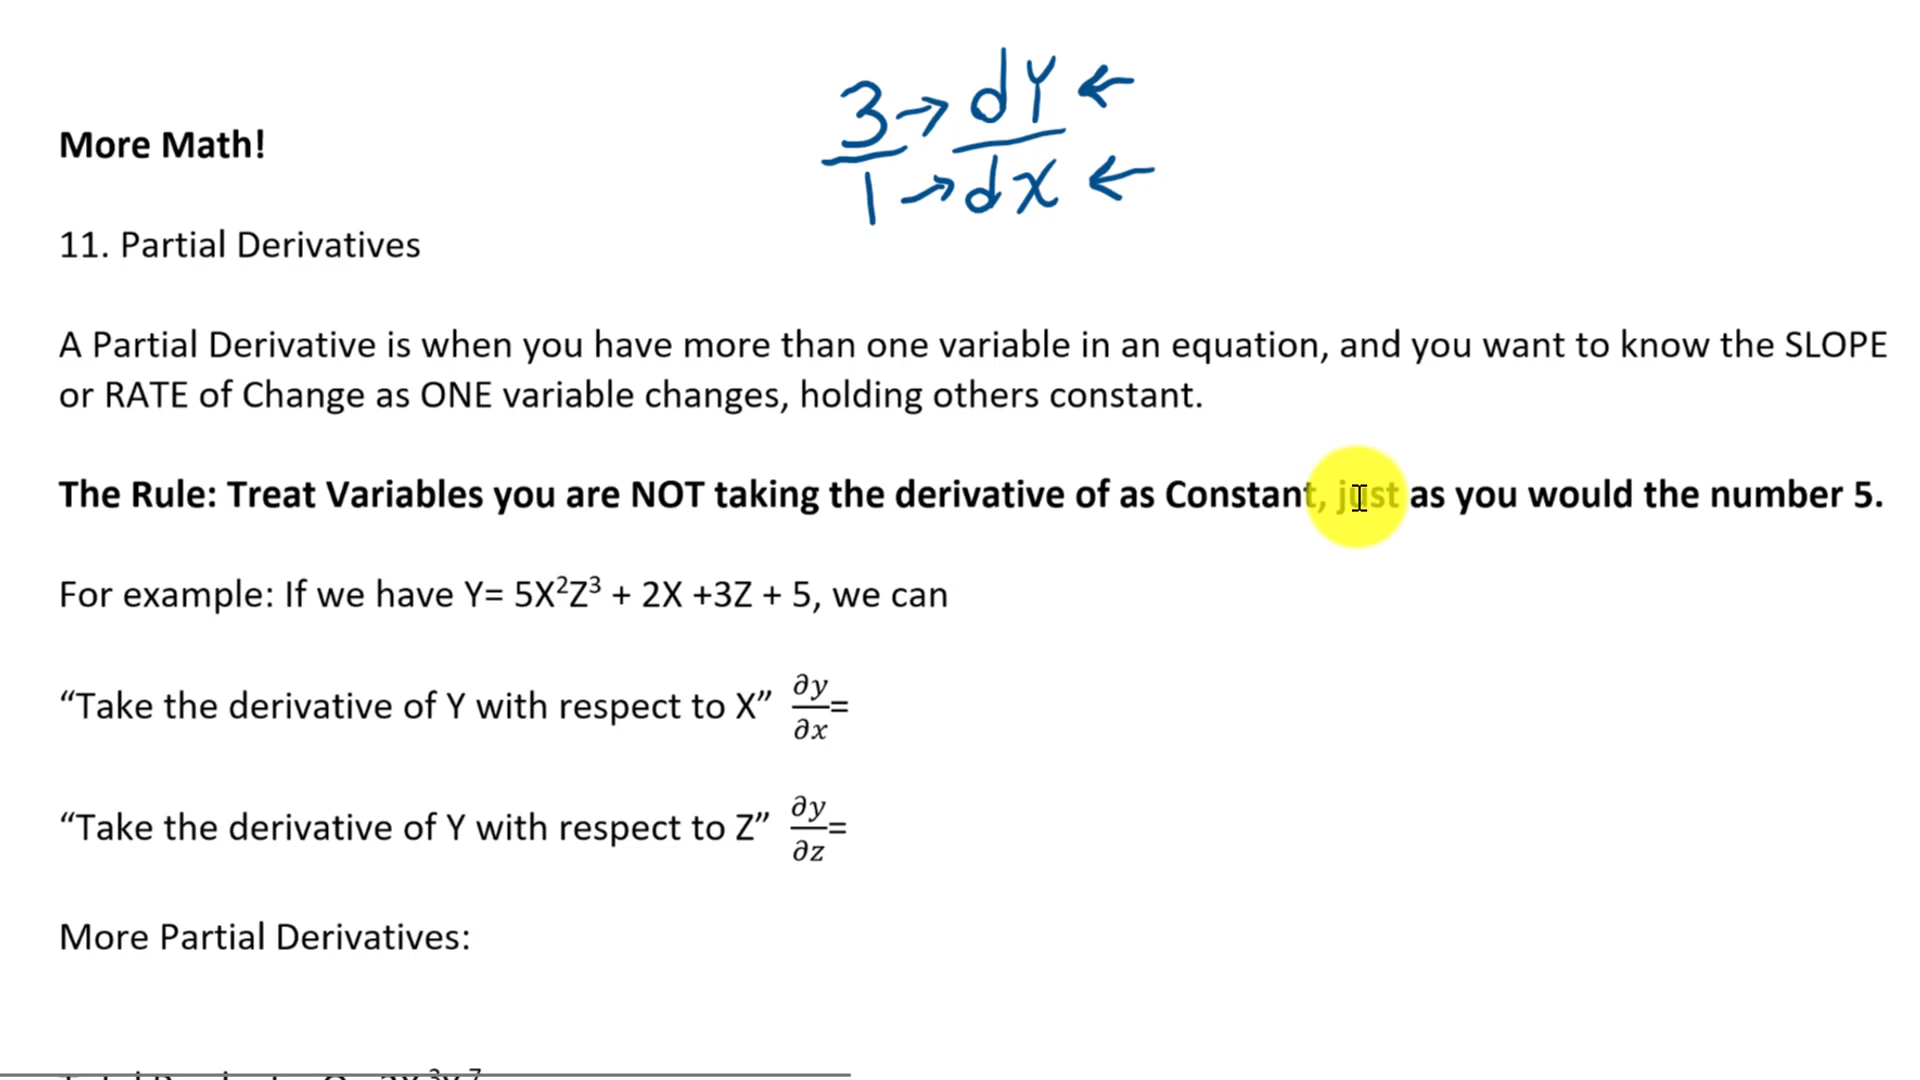 3 → dY ←
1 → dx ←
More Math!
11. Partial Derivatives
A Partial Derivative is when you have more than one variable in an equation, and you want to know the SLOPE
or RATE of Change as ONE variable changes, holding others constant.
The Rule: Treat Variables you are NOT taking the derivative of as Constant, just as you would the number 5.
For example: If we have Y= 5X²Z³ + 2X +3Z + 5, we can
“Take the derivative of Y with respect to X” ∂y/∂x=
“Take the derivative of Y with respect to Z” ∂y/∂z=
More Partial Derivatives: